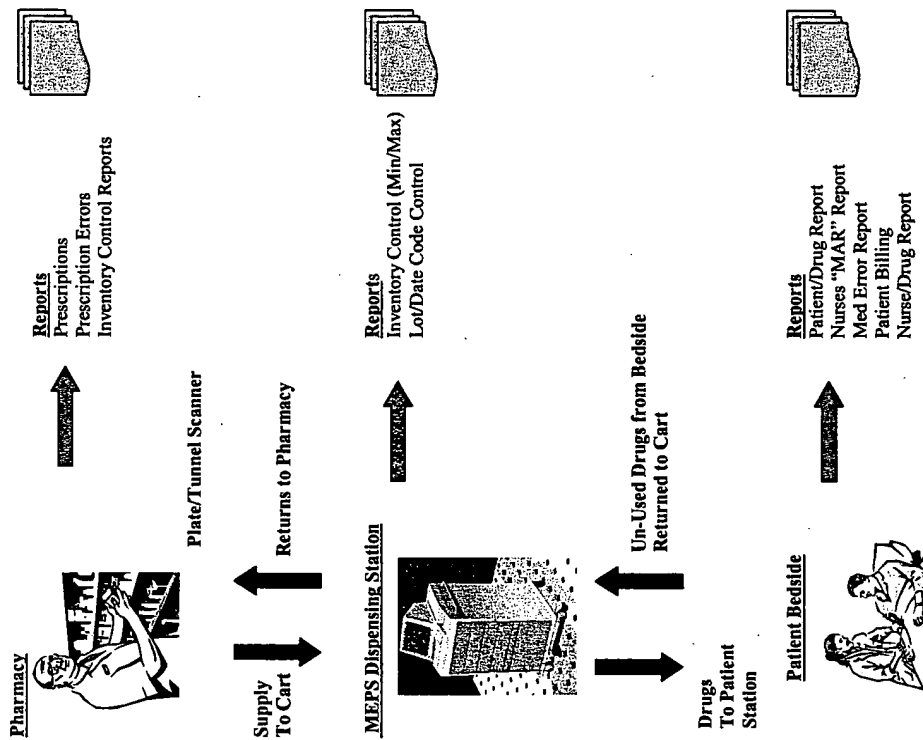 Pharmacy
Reports
Prescriptions
Prescription Errors
Inventory Control Reports
Plate/Tunnel Scanner
Supply
To Cart
Returns to Pharmacy
MEPS Dispensing Station
Reports
Inventory Control (Min/Max)
Lot/Date Code Control
Drugs
To Patient
Station
Un-Used Drugs from Bedside
Returned to Cart
Patient Bedside
Reports
Patient/Drug Report
Nurses “MAR” Report
Med Error Report
Patient Billing
Nurse/Drug Report